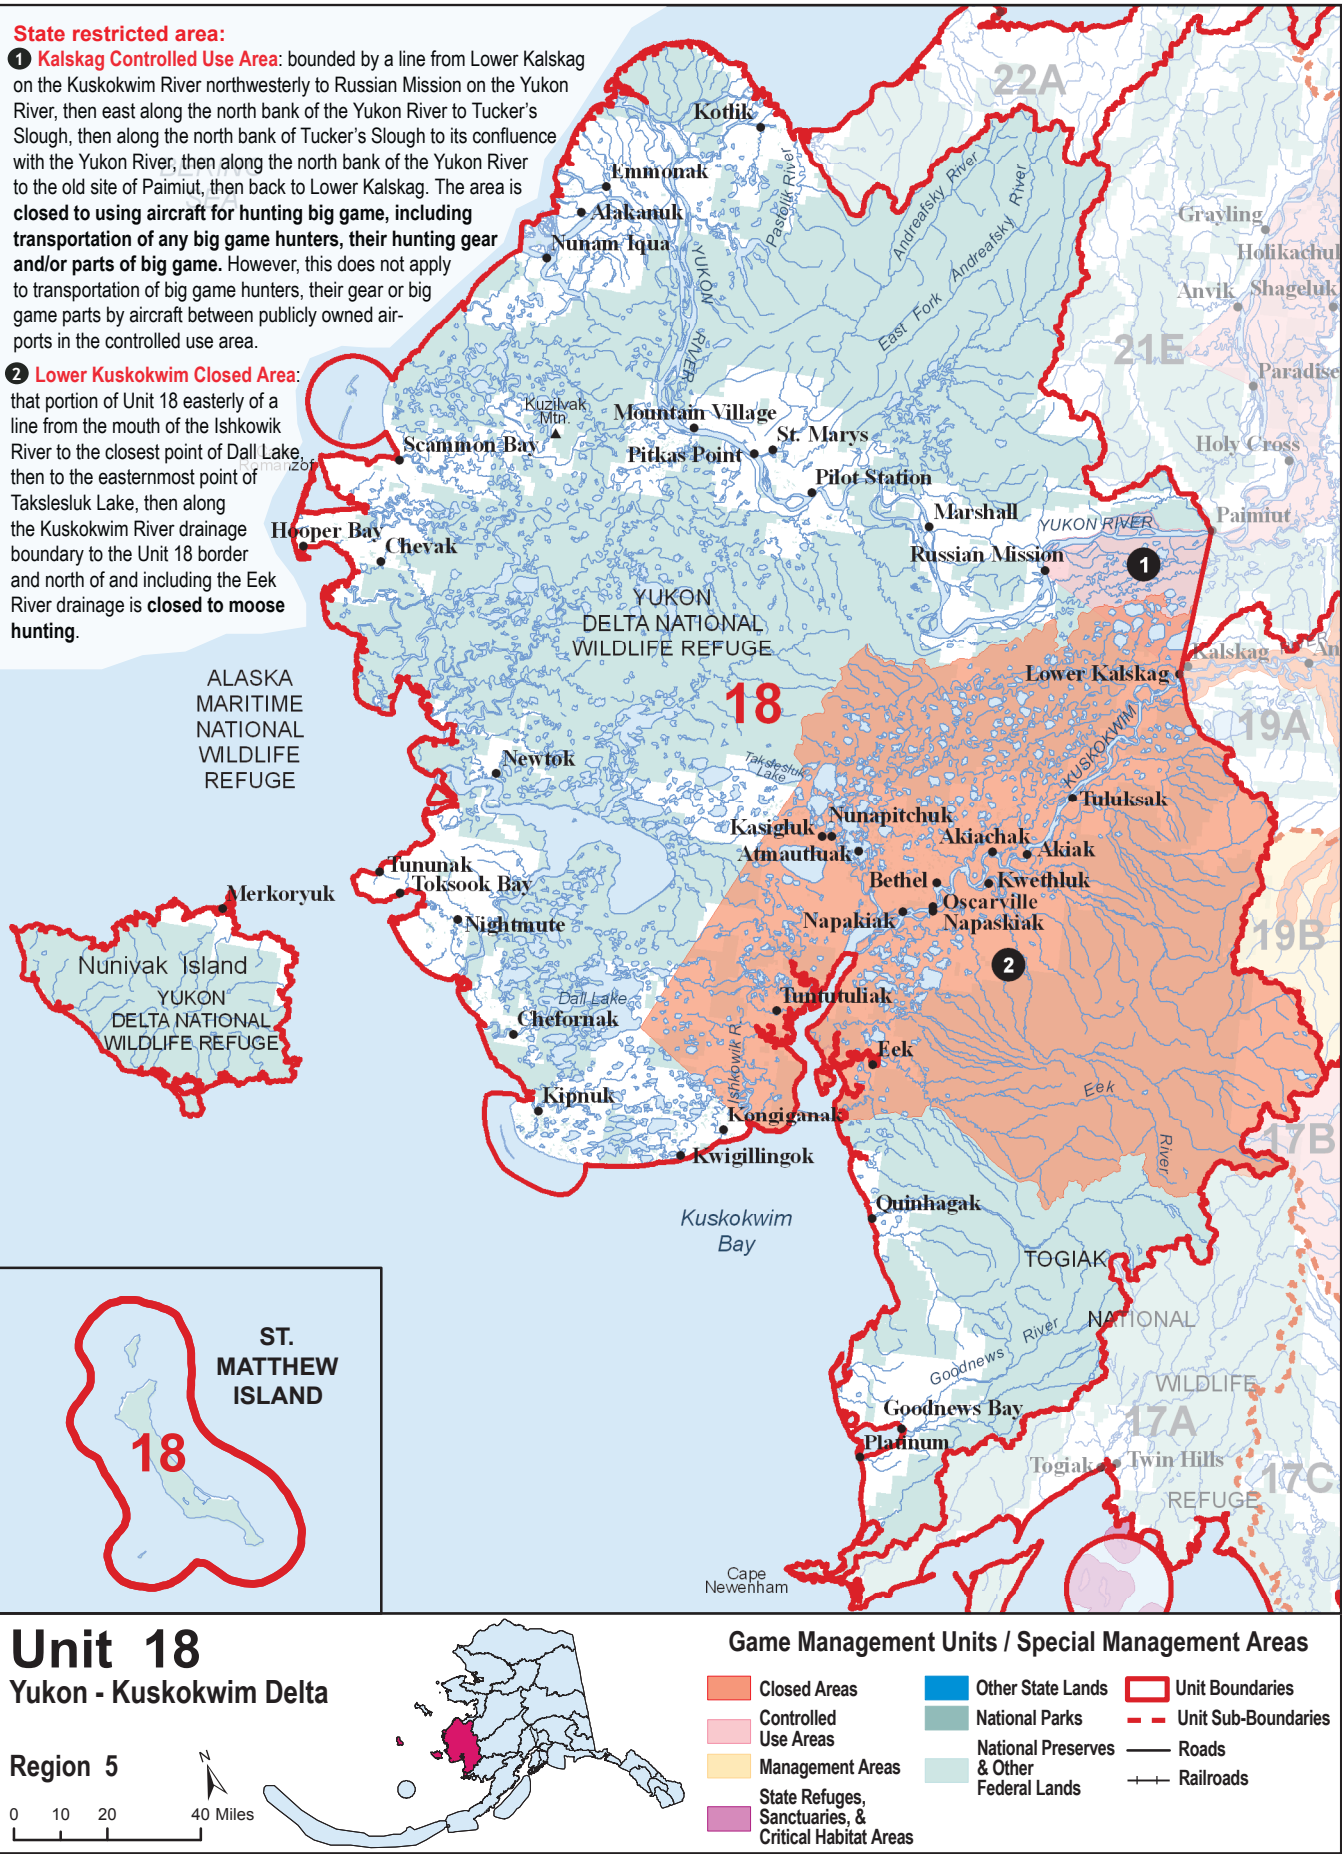 State restricted area:
1 Kalskag Controlled Use Area: bounded by a line from Lower Kalskag
on the Kuskokwim River northwesterly to Russian Mission on the Yukon
River, then east along the north bank of the Yukon River to Tucker's
Slough, then along the north bank of Tucker's Slough to its confluence
with the Yukon River, then along the north bank of the Yukon River
to the old site of Paimiut, then back to Lower Kalskag. The area is
closed to using aircraft for hunting big game, including
transportation of any big game hunters, their hunting gear
and/or parts of big game. However, this does not apply
to transportation of big game hunters, their gear or big
game parts by aircraft between publicly owned air-
ports in the controlled use area.
2 Lower Kuskokwim Closed Area:
that portion of Unit 18 easterly of a
line from the mouth of the Ishkowik
River to the closest point of Dall Lake,
then to the easternmost point of
Takslesluk Lake, then along
the Kuskokwim River drainage
boundary to the Unit 18 border
and north of and including the Eek
River drainage is closed to moose
hunting.
BERING
SEA
Romanzof
22A
Kotlik
Emmonak
Alakanuk
Nunam Iqua
Pastolik River
YUKON
RIVER
Andreafsky River
East Fork Andreafsky River
Grayling
Holikachuk
Anvik
Shageluk
21E
Paradise
Holy Cross
Paimiut
Kuzilvak
Mtn.
Mountain Village
St. Marys
Pitkas Point
Pilot Station
Scammon Bay
Marshall
YUKON RIVER
Russian Mission
1
Hooper Bay
Chevak
YUKON
DELTA NATIONAL
WILDLIFE REFUGE
18
Kalskag
An
Lower Kalskag
19A
ALASKA
MARITIME
NATIONAL
WILDLIFE
REFUGE
Newtok
Takslesluk
Lake
KUSKOKWIM
Tuluksak
Nunapitchuk
Kasigluk
Akiachak
Atmautluak
Akiak
Tununak
Toksook Bay
Bethel
Kwethluk
Merkoryuk
Oscarville
Nightmute
Napakiak
Napaskiak
19B
2
Nunivak Island
YUKON
DELTA NATIONAL
WILDLIFE REFUGE
Dall Lake
Chefornak
Tuntutuliak
Eek
Ishkowik R.
Eek
River
Kipnuk
Kongiganak
17B
Kwigillingok
Kuskokwim
Bay
Quinhagak
TOGIAK
NATIONAL
WILDLIFE
REFUGE
Goodnews River
Goodnews Bay
17A
Platinum
Togiak
Twin Hills
17C
Cape
Newenham
ST.
MATTHEW
ISLAND
18
Unit 18
Yukon - Kuskokwim Delta
Region 5
N
0 10 20 40 Miles
Game Management Units / Special Management Areas
Closed Areas
Controlled
Use Areas
Management Areas
State Refuges,
Sanctuaries, &
Critical Habitat Areas
Other State Lands
National Parks
National Preserves
& Other
Federal Lands
Unit Boundaries
Unit Sub-Boundaries
Roads
Railroads